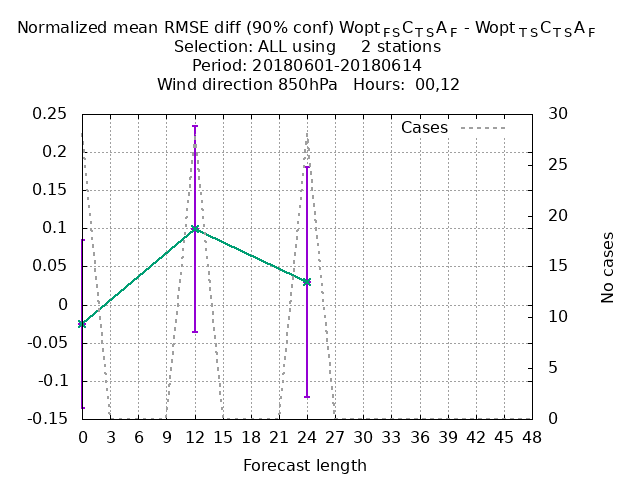 Normalized mean RMSE diff (90% conf) Wopt FS C TS A F - Wopt TS C TS A F
Selection: ALL using 2 stations
Period: 20180601-20180614
Wind direction 850hPa Hours: 00,12
Cases
0.25
0.2
0.15
0.1
0.05
0
-0.05
-0.1
-0.15
30
25
20
15
10
5
0
No cases
0 3 6 9 12 15 18 21 24 27 30 33 36 39 42 45 48
Forecast length